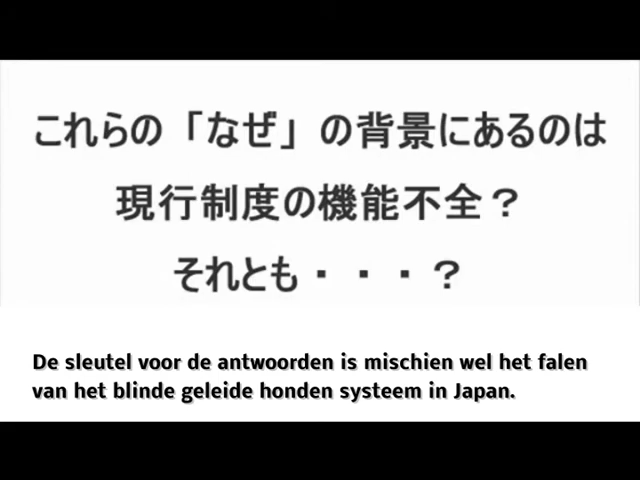 これらの「なぜ」の背景にあるのは
現行制度の機能不全？
それとも・・・？
De sleutel voor de antwoorden is mischien wel het falen
van het blinde geleide honden systeem in Japan.